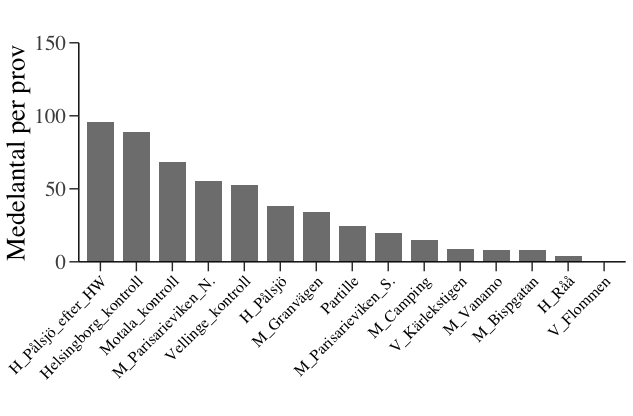 Medelantal per prov
150
100
50
0
H_Pålsjö_efter_HW
Helsingborg_kontroll
Motala_kontroll
M_Parisarieviken_N.
Vellinge_kontroll
H_Pålsjö
M_Granvägen
Partille
M_Parisarieviken_S.
M_Camping
V_Kärlekstigen
M_Vanamo
M_Bispgatan
H_Råå
V_Flommen